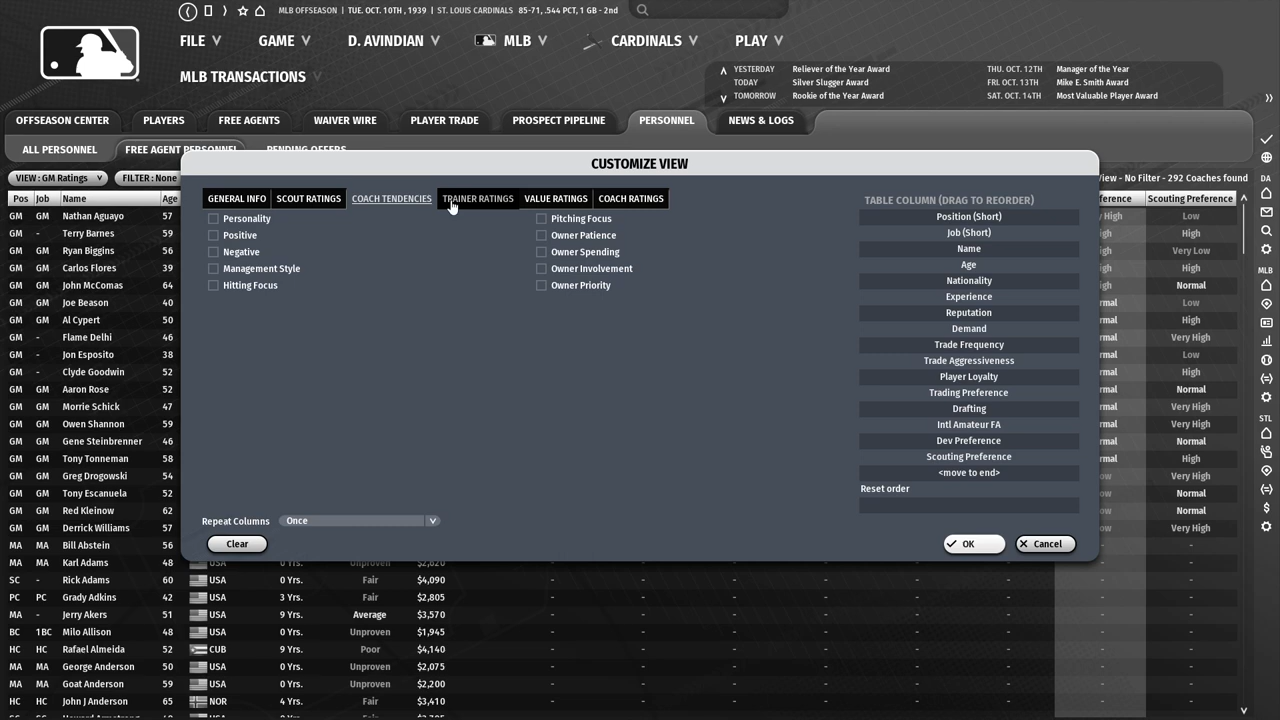 MLB OFFSEASON | TUE. OCT. 10TH , 1939 | ST. LOUIS CARDINALS 85-71, .544 PCT, 1 GB - 2nd
FILE GAME D. AVINDIAN MLB CARDINALS PLAY
MLB TRANSACTIONS
YESTERDAY Reliever of the Year Award THU. OCT. 12TH Manager of the Year
TODAY Silver Slugger Award FRI. OCT. 13TH Mike E. Smith Award
TOMORROW Rookie of the Year Award SAT. OCT. 14TH Most Valuable Player Award
OFFSEASON CENTER PLAYERS FREE AGENTS WAIVER WIRE PLAYER TRADE PROSPECT PIPELINE PERSONNEL NEWS & LOGS
ALL PERSONNEL FREE AGENT PERSONNEL PENDING OFFERS
CUSTOMIZE VIEW
VIEW : GM Ratings FILTER : None View - No Filter - 292 Coaches found
Pos Job Name Age ference Scouting Preference
GENERAL INFO SCOUT RATINGS COACH TENDENCIES TRAINER RATINGS VALUE RATINGS COACH RATINGS
Personality Pitching Focus
Positive Owner Patience
Negative Owner Spending
Management Style Owner Involvement
Hitting Focus Owner Priority
TABLE COLUMN (DRAG TO REORDER)
Position (Short)
Job (Short)
Name
Age
Nationality
Experience
Reputation
Demand
Trade Frequency
Trade Aggressiveness
Player Loyalty
Trading Preference
Drafting
Intl Amateur FA
Dev Preference
Scouting Preference
<move to end>
Reset order
Repeat Columns Once
Clear OK Cancel
GM GM Nathan Aguayo 57 High Low
GM - Terry Barnes 59 High
GM GM Ryan Biggins 56 Very Low
GM GM Carlos Flores 39 High
GM GM John McComas 64 Normal
GM GM Joe Beason 40 Low
GM GM Al Cypert 50 High
GM - Flame Delhi 46 Very High
GM - Jon Esposito 38 Low
GM - Clyde Goodwin 52 High
GM GM Aaron Rose 52 Normal
GM GM Morrie Schick 47 Very High
GM GM Owen Shannon 59 Very High
GM GM Gene Steinbrenner 46 Normal
GM GM Tony Tonneman 58 High
GM GM Greg Drogowski 54 Very High
GM GM Tony Escanuela 52 Normal
GM GM Red Kleinow 62 Normal
GM GM Derrick Williams 57 Very High
MA MA Bill Abstein 56 - -
MA MA Karl Adams 48 USA 0 Yrs. Unproven $2,620 - - - - - - - - -
SC - Rick Adams 60 USA 0 Yrs. Fair $4,090 - - - - - - - - -
PC PC Grady Adkins 42 USA 3 Yrs. Fair $2,805 - - - - - - - - -
MA - Jerry Akers 51 USA 9 Yrs. Average $3,570 - - - - - - - - -
BC 1BC Milo Allison 48 USA 0 Yrs. Unproven $1,945 - - - - - - - - -
HC HC Rafael Almeida 52 CUB 9 Yrs. Poor $4,140 - - - - - - - - -
MA MA George Anderson 50 USA 0 Yrs. Unproven $2,075 - - - - - - - - -
MA MA Goat Anderson 59 USA 0 Yrs. Unproven $2,200 - - - - - - - - -
HC HC John J Anderson 65 NOR 4 Yrs. Fair $3,410 - - - - - - - - -
DA
MLB
STL